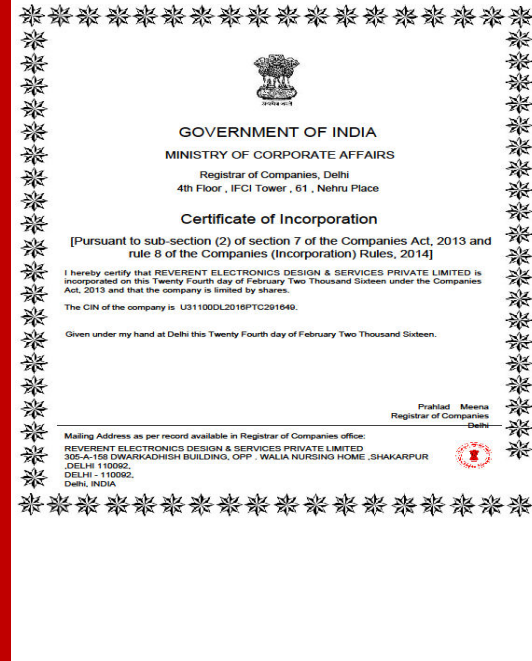 सत्यमेव जयते
GOVERNMENT OF INDIA
MINISTRY OF CORPORATE AFFAIRS
Registrar of Companies, Delhi
4th Floor , IFCI Tower , 61 , Nehru Place
Certificate of Incorporation
[Pursuant to sub-section (2) of section 7 of the Companies Act, 2013 and
rule 8 of the Companies (Incorporation) Rules, 2014]
I hereby certify that REVERENT ELECTRONICS DESIGN & SERVICES PRIVATE LIMITED is
incorporated on this Twenty Fourth day of February Two Thousand Sixteen under the Companies
Act, 2013 and that the company is limited by shares.
The CIN of the company is U31100DL2016PTC291649.
Given under my hand at Delhi this Twenty Fourth day of February Two Thousand Sixteen.
Prahlad Meena
Registrar of Companies
Delhi
Mailing Address as per record available in Registrar of Companies office:
REVERENT ELECTRONICS DESIGN & SERVICES PRIVATE LIMITED
305-A-158 DWARKADHISH BUILDING, OPP . WALIA NURSING HOME ,SHAKARPUR
,DELHI 110092,
DELHI - 110092,
Delhi, INDIA